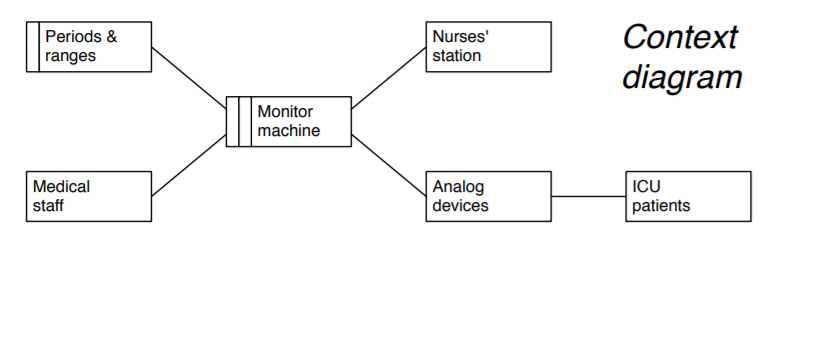 Periods &
ranges
Nurses'
station
Context
diagram
Monitor
machine
Medical
staff
Analog
devices
ICU
patients